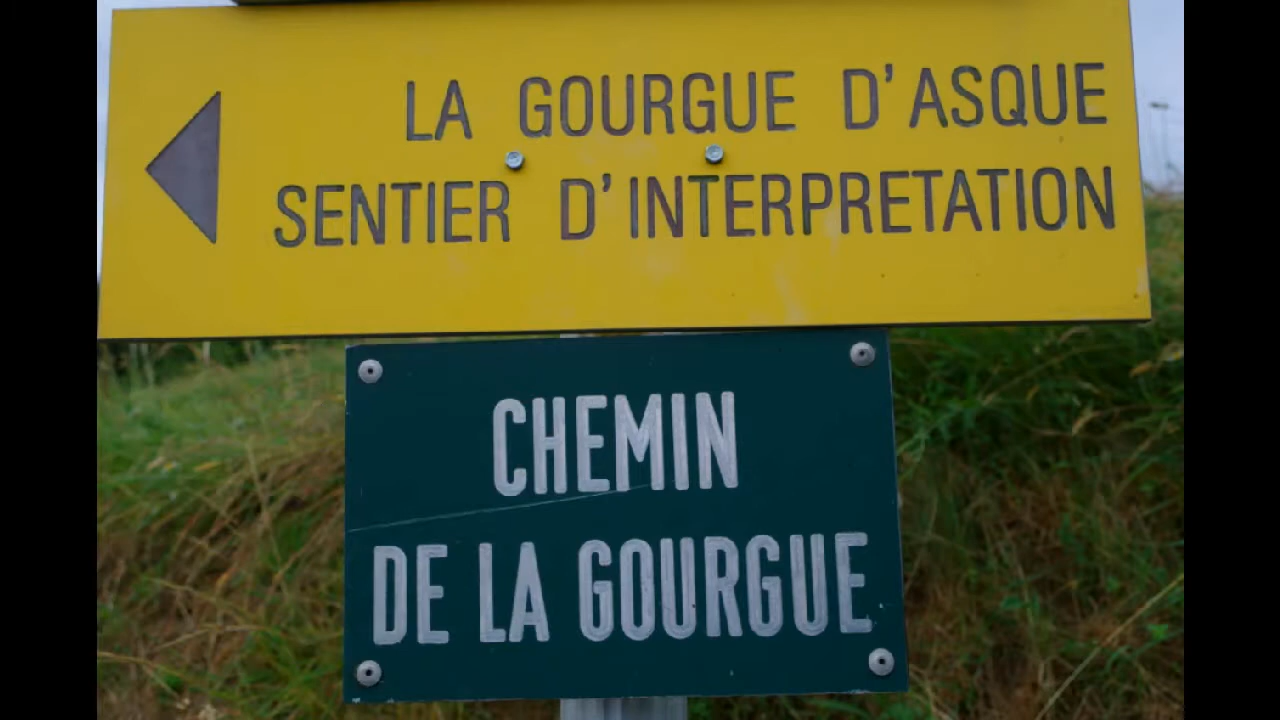 LA GOURGUE D'ASQUE
SENTIER D'INTERPRETATION
CHEMIN
DE LA GOURGUE